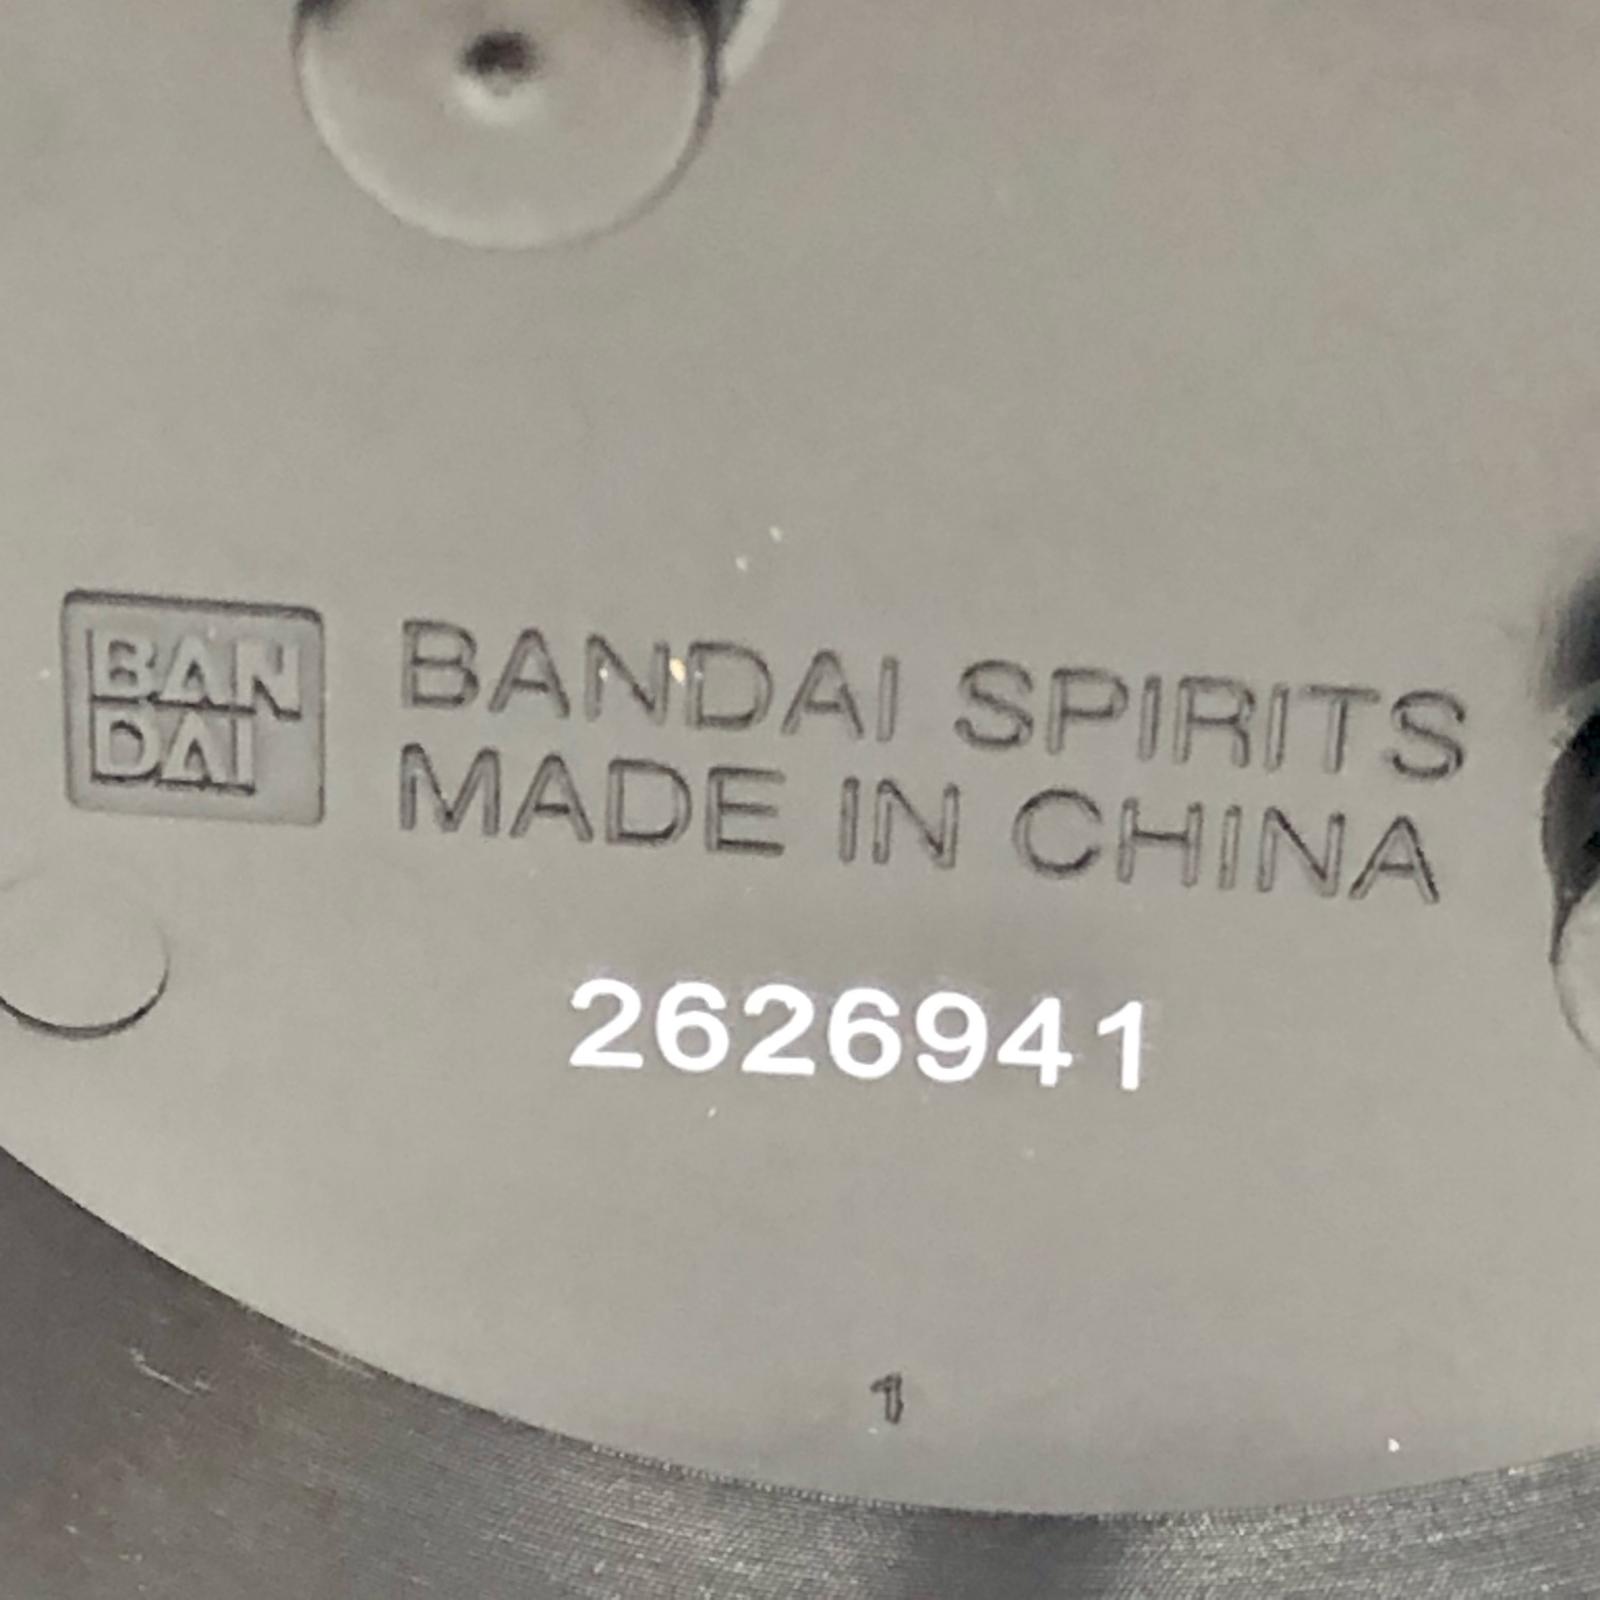 BAN
DAI
BANDAI SPIRITS
MADE IN CHINA
2626941
1